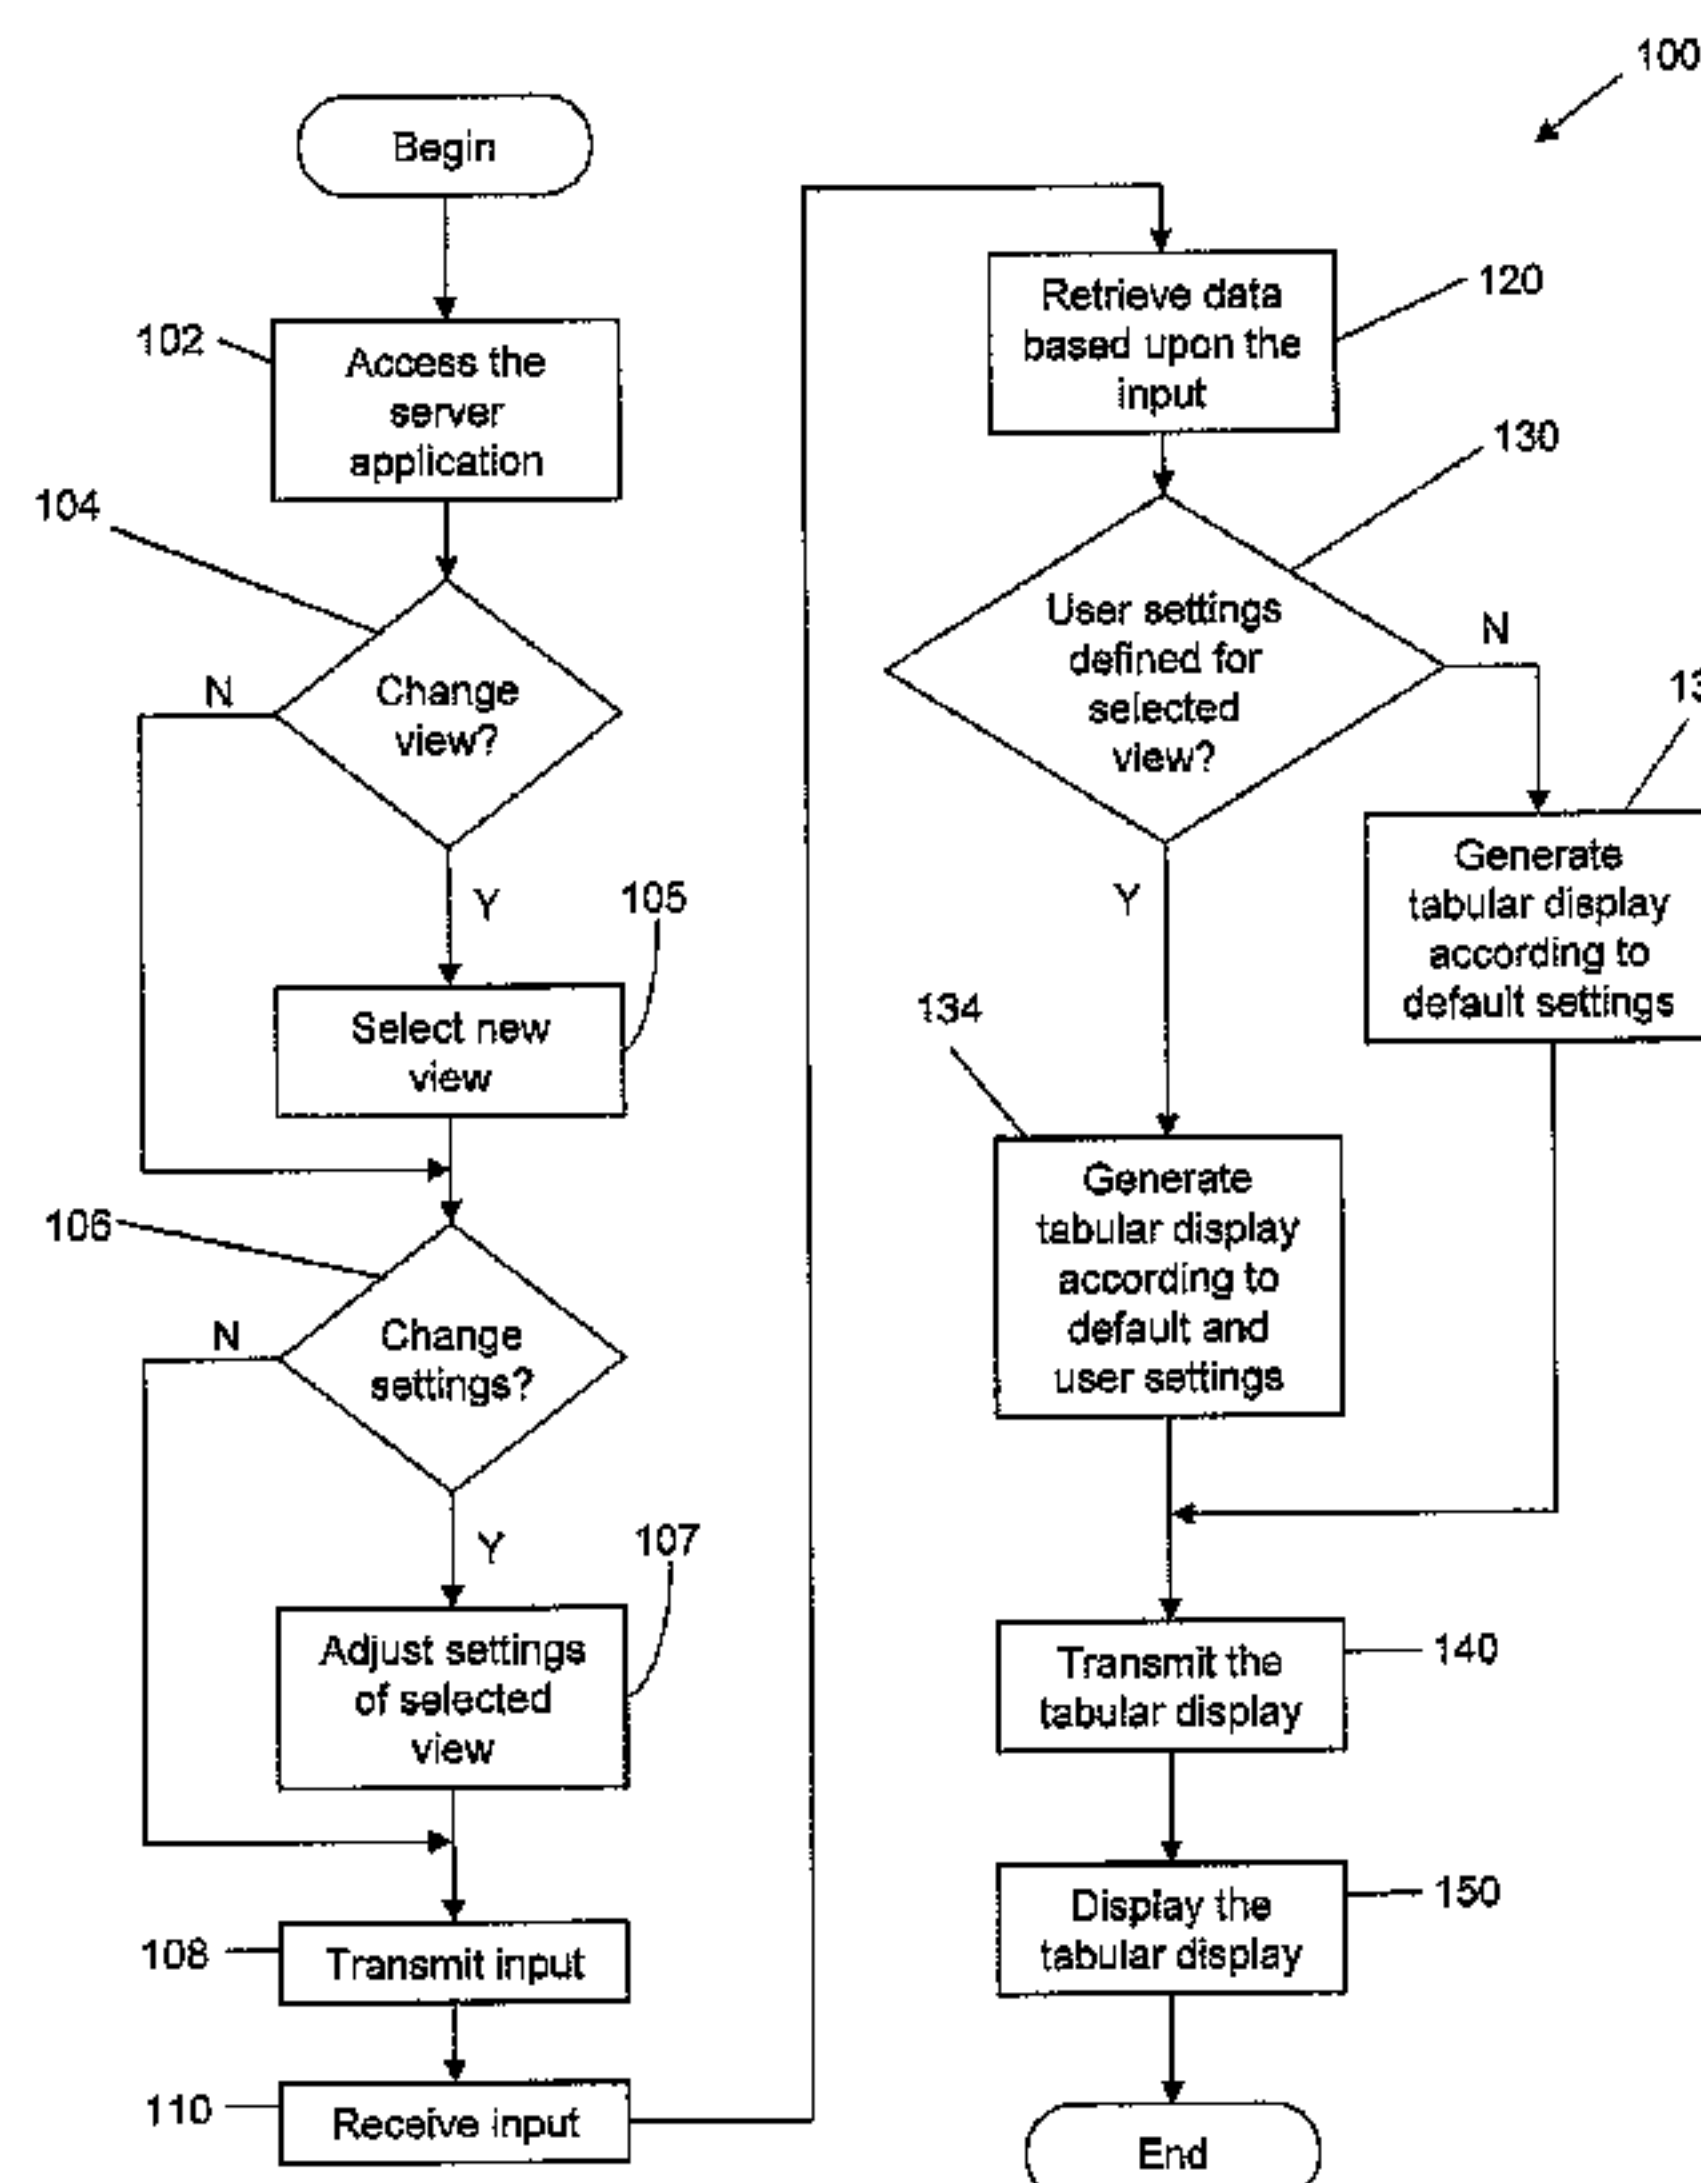 100
Begin
102
Access the
server
application
104
Change
view?
N
Y
105
Select new
view
106
Change
settings?
N
Y
107
Adjust settings
of selected
view
108
Transmit input
110
Receive input
Retrieve data
based upon the
input
120
130
User settings
defined for
selected
view?
N
Y
Generate
tabular display
according to
default settings
134
Generate
tabular display
according to
default and
user settings
Transmit the
tabular display
140
Display the
tabular display
150
End